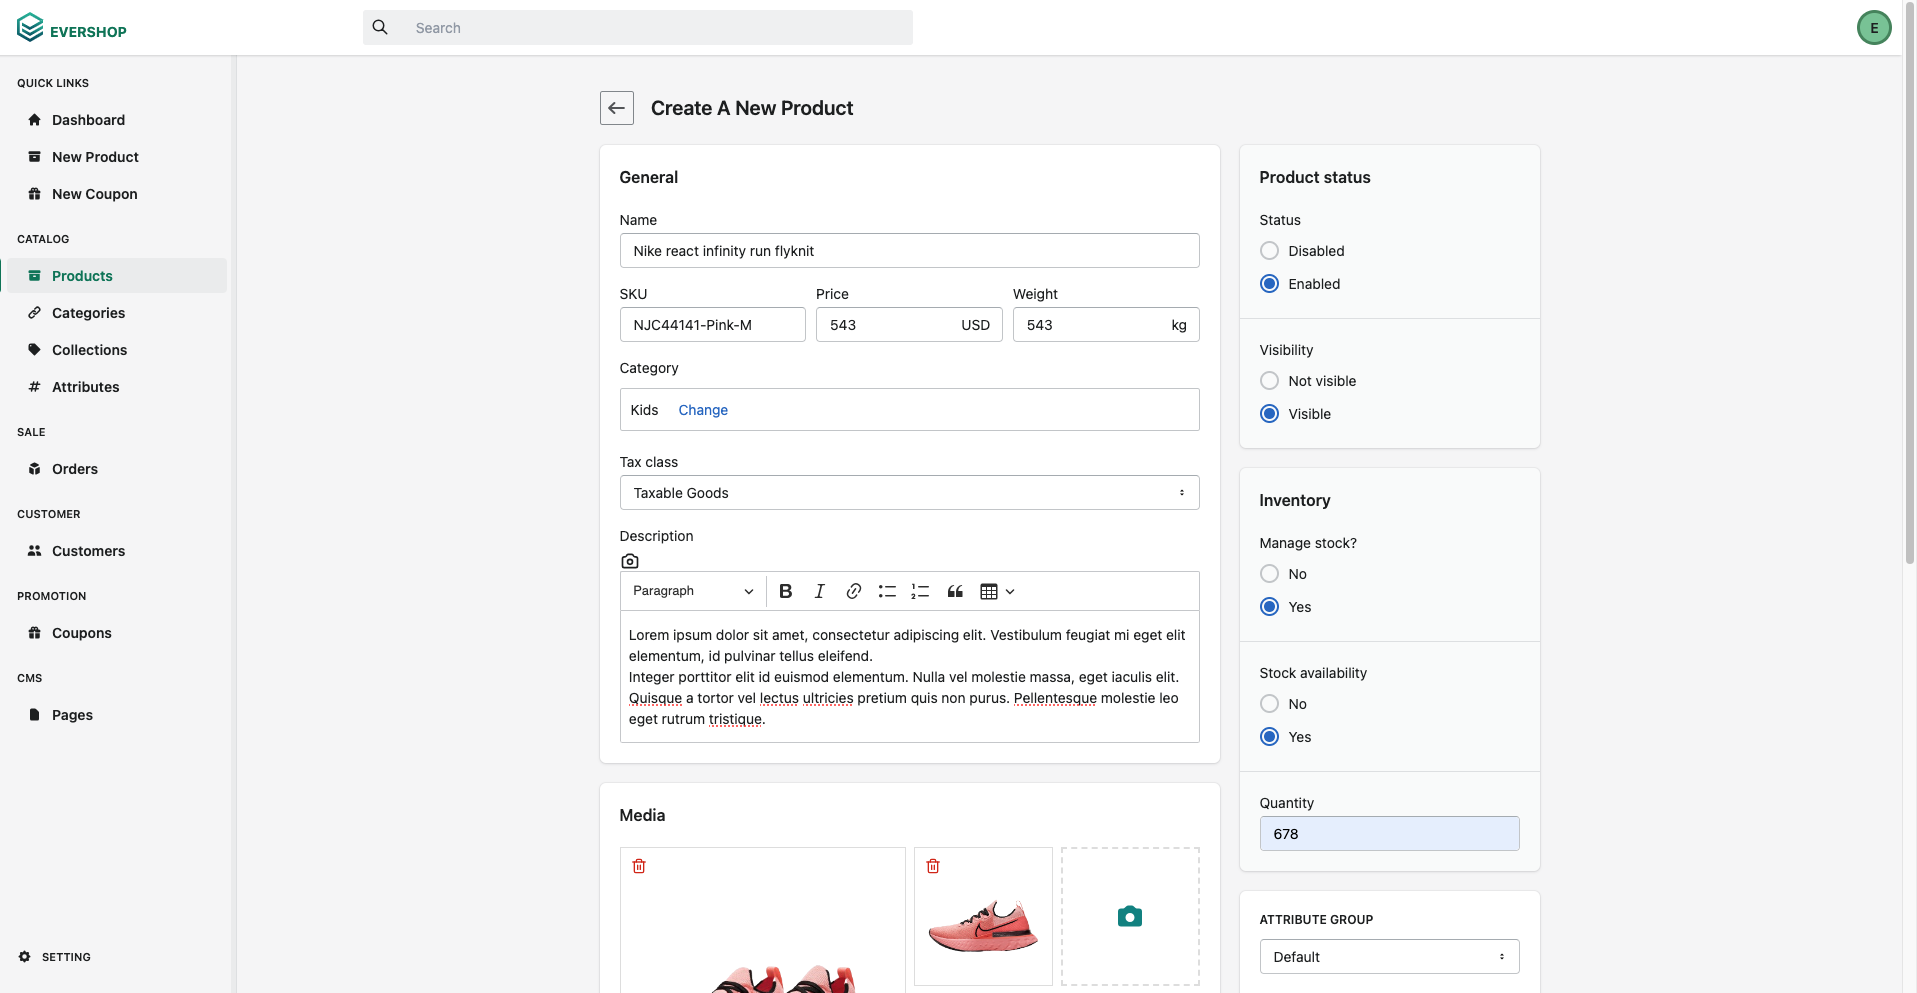 EVERSHOP
Search
E
QUICK LINKS
Dashboard
New Product
New Coupon
CATALOG
Products
Categories
Collections
Attributes
SALE
Orders
CUSTOMER
Customers
PROMOTION
Coupons
CMS
Pages
SETTING
Create A New Product
General
Name
Nike react infinity run flyknit
SKU
Price
Weight
NJC44141-Pink-M
543
USD
543
kg
Category
Kids
Change
Tax class
Taxable Goods
Description
Paragraph
Lorem ipsum dolor sit amet, consectetur adipiscing elit. Vestibulum feugiat mi eget elit
elementum, id pulvinar tellus eleifend.
Integer porttitor elit id euismod elementum. Nulla vel molestie massa, eget iaculis elit.
Quisque a tortor vel lectus ultricies pretium quis non purus. Pellentesque molestie leo
eget rutrum tristique.
Media
Product status
Status
Disabled
Enabled
Visibility
Not visible
Visible
Inventory
Manage stock?
No
Yes
Stock availability
No
Yes
Quantity
678
ATTRIBUTE GROUP
Default